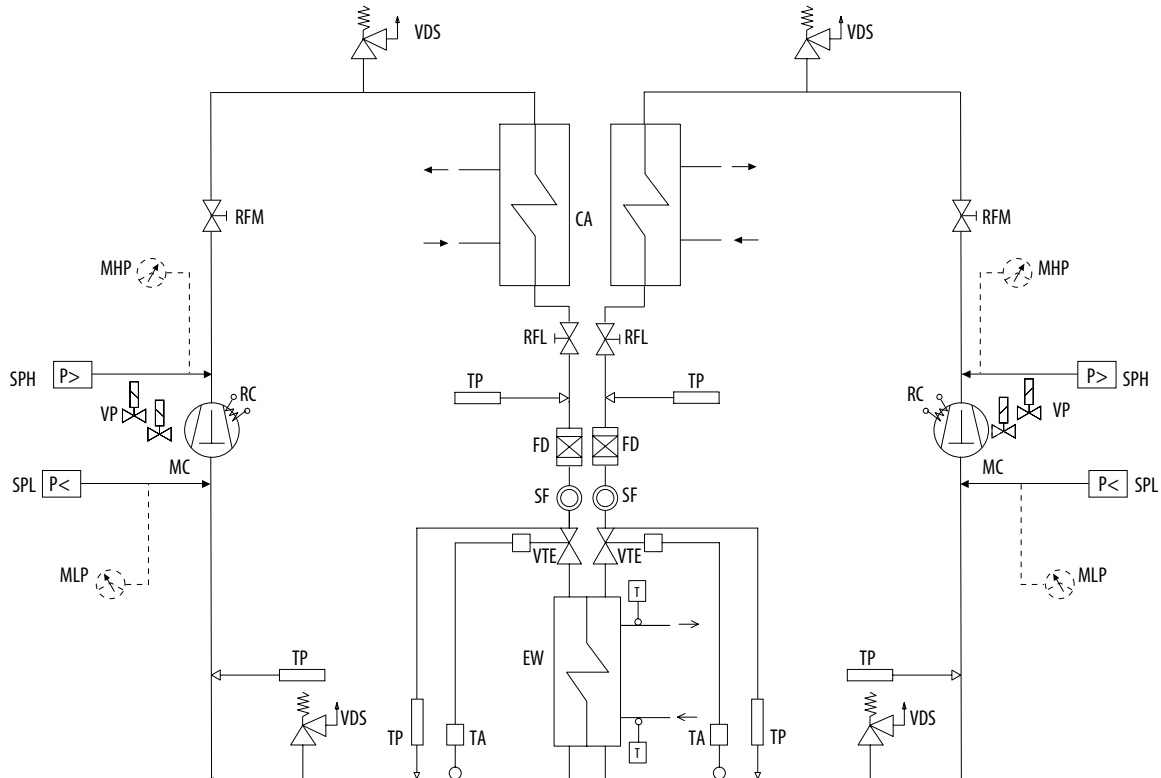 VDS VDS
CA
RFM RFM
MHP MHP
RFL RFL
SPH P> TP TP P> SPH
RC RC
VP VP
FD FD
MC MC
SPL P< P< SPL
SF SF
VTE VTE
MLP MLP
T
EW
TP TP
VDS VDS
TP TA TA TP
T